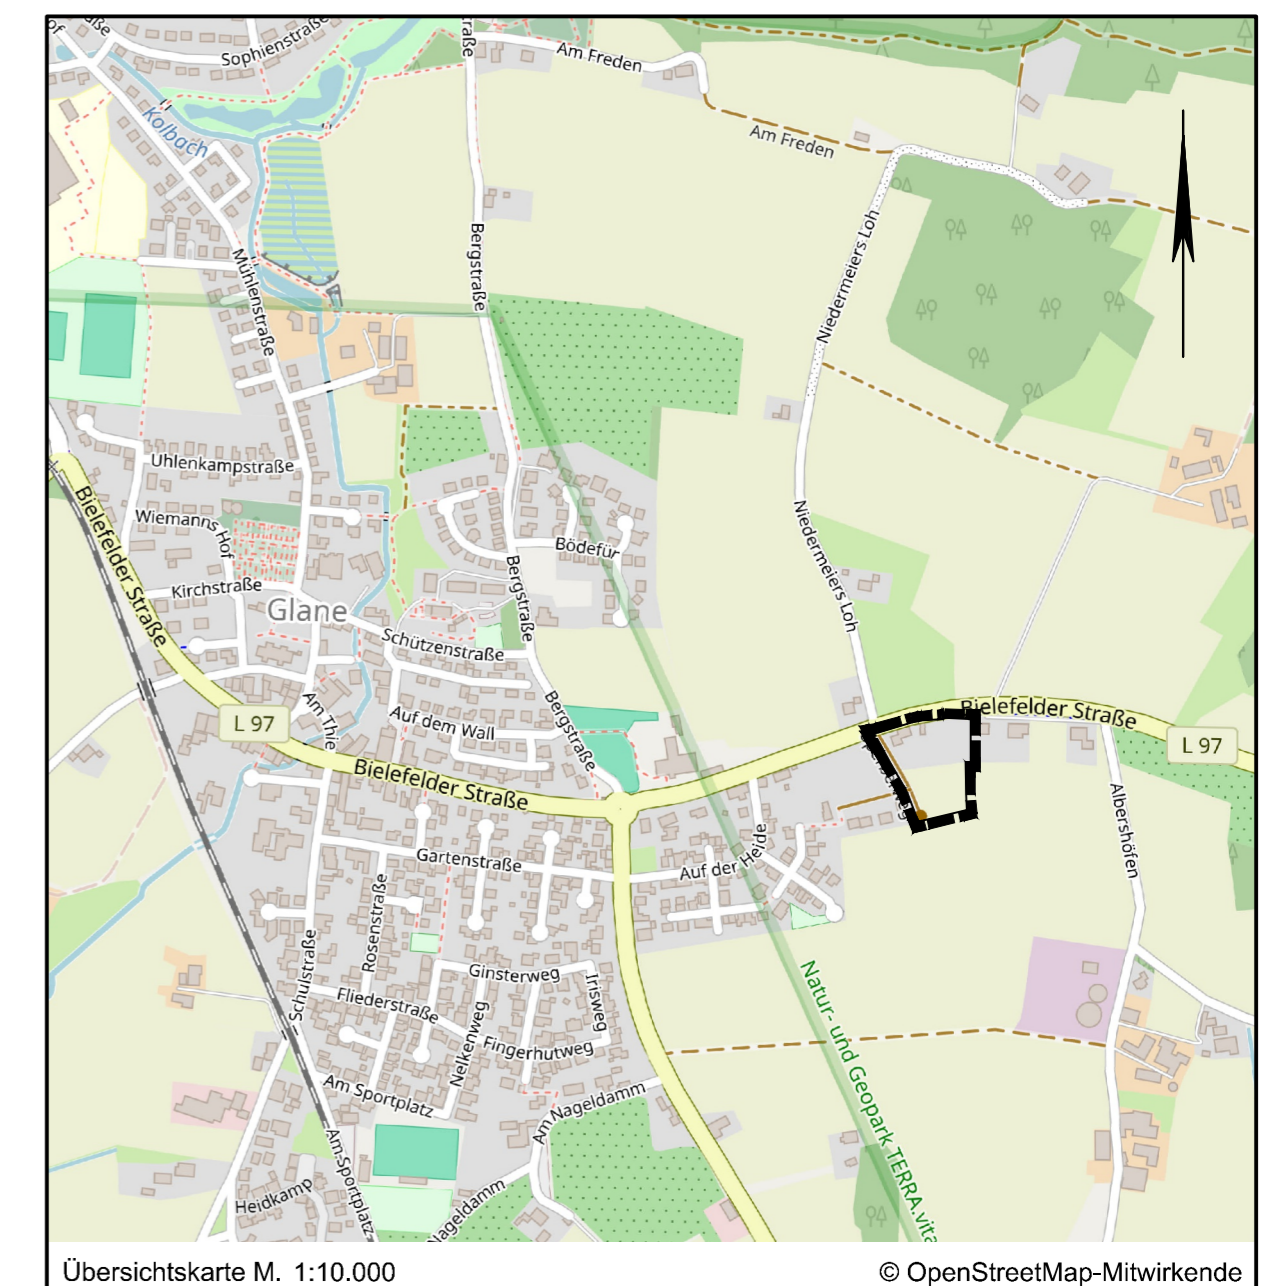 Sophienstraße
Am Freden
Kolbach
Am Freden
Bergstraße
Niedermeiers Loh
Mühlenstraße
Uhlenkampstraße
Bielefelder Straße
Wiemanns Hof
Bödefür
Niedermeiers Loh
Kirchstraße
Bergstraße
Glane
Schützenstraße
Am Thie
L 97
Auf dem Wall
Bergstraße
Bielefelder Straße
L 97
Bielefelder Straße
Albershöfen
Gartenstraße
Auf der Heide
Rosenstraße
Schulstraße
Ginsterweg
Irisweg
Fliederstraße
Nelkenweg
Fingerhutweg
Natur- und Geopark TERRA.vita
Am Sportplatz
Am Nageldamm
Am Sportplatz
Heidkamp
Nageldamm
Übersichtskarte M. 1:10.000
© OpenStreetMap-Mitwirkende